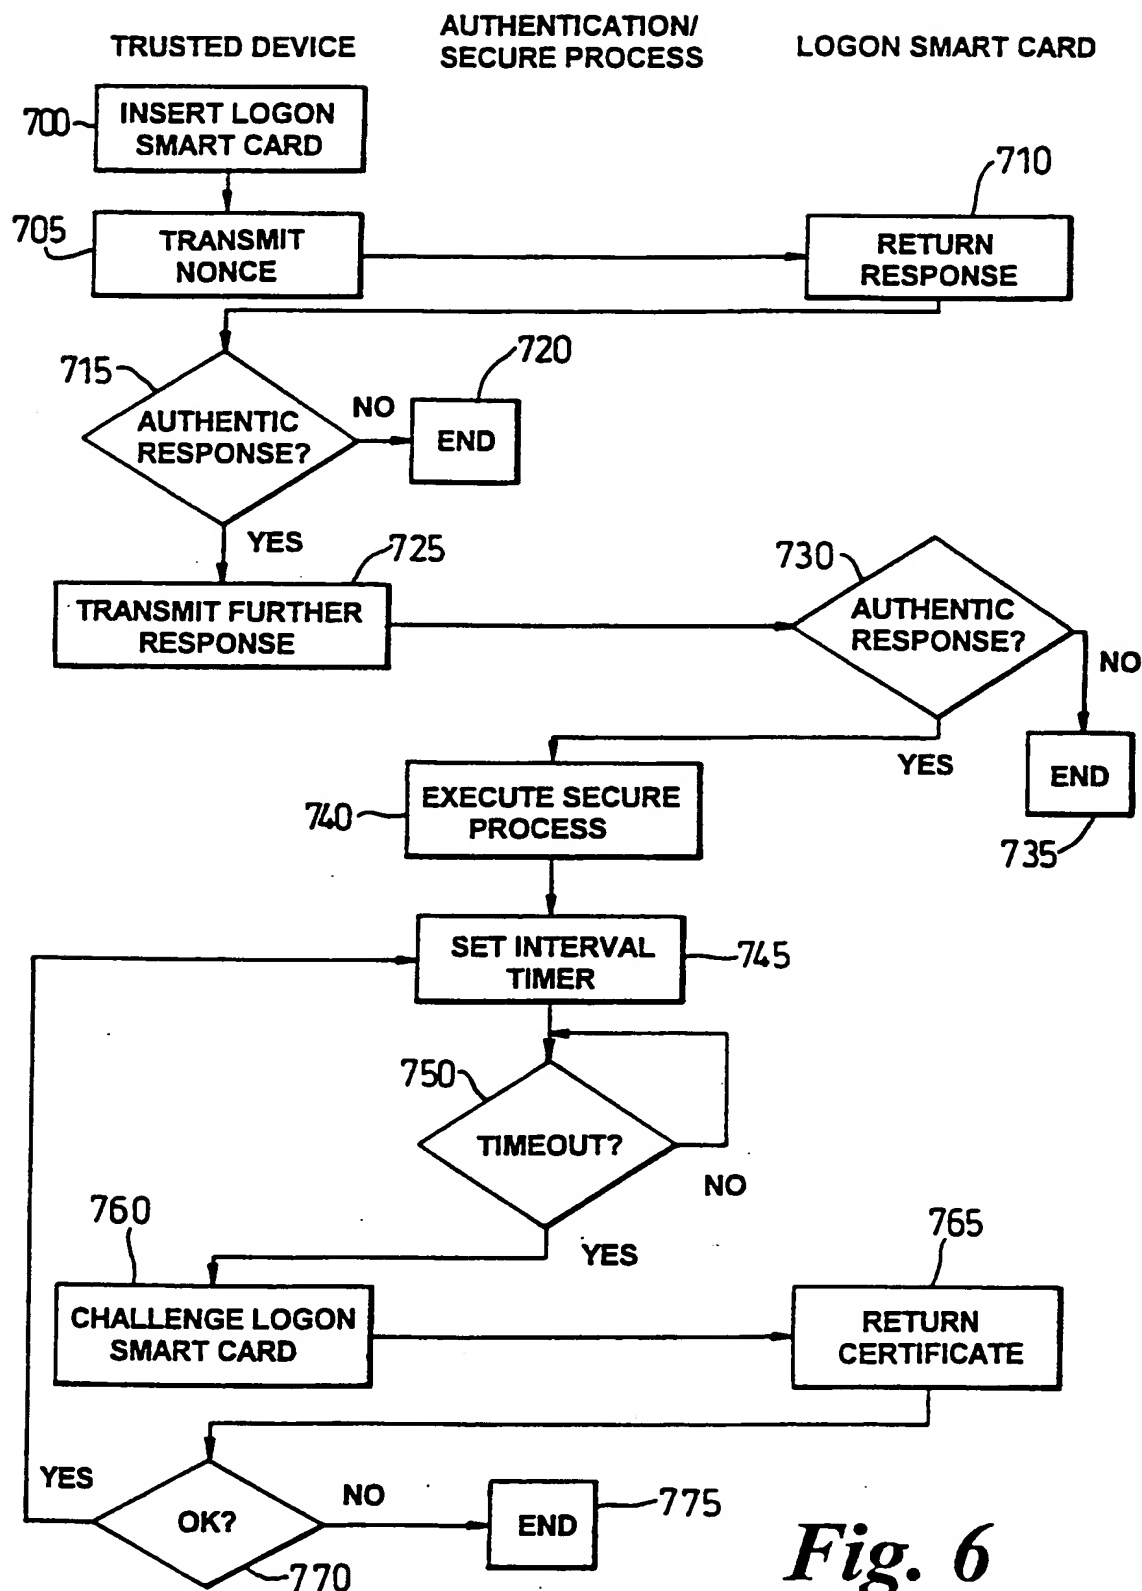 TRUSTED DEVICE
AUTHENTICATION/
SECURE PROCESS
LOGON SMART CARD
700
INSERT LOGON
SMART CARD
705
TRANSMIT
NONCE
710
RETURN
RESPONSE
715
AUTHENTIC
RESPONSE?
NO
720
END
YES
725
TRANSMIT FURTHER
RESPONSE
730
AUTHENTIC
RESPONSE?
NO
YES
END
735
740
EXECUTE SECURE
PROCESS
SET INTERVAL
TIMER
745
750
TIMEOUT?
NO
YES
760
CHALLENGE LOGON
SMART CARD
765
RETURN
CERTIFICATE
YES
OK?
NO
770
END
775
Fig. 6